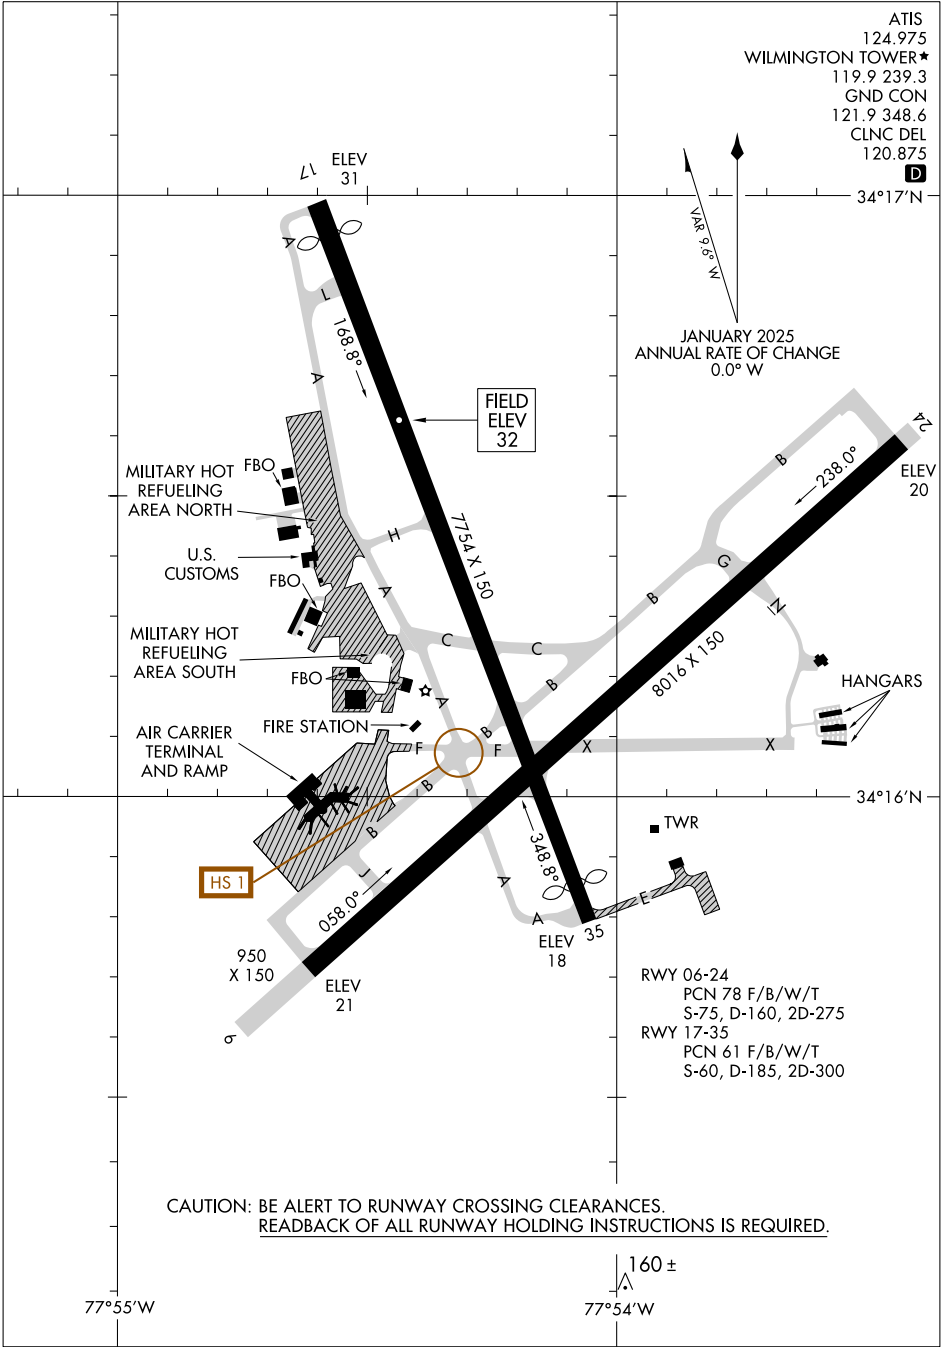 ATIS
124.975
WILMINGTON TOWER★
119.9 239.3
GND CON
121.9 348.6
CLNC DEL
120.875
D
17
ELEV
31
34°17'N
VAR 9.6° W
JANUARY 2025
ANNUAL RATE OF CHANGE
0.0° W
A
L
168.8°
A
FIELD
ELEV
32
24
ELEV
20
B
238.0°
MILITARY HOT
REFUELING
AREA NORTH
FBO
H
7754 X 150
U.S.
CUSTOMS
FBO
A
G
N
B
MILITARY HOT
REFUELING
AREA SOUTH
C
C
8016 X 150
FBO
B
HANGARS
A
FIRE STATION
B
AIR CARRIER
TERMINAL
AND RAMP
F
F
X
X
B
34°16'N
B
TWR
348.8°
HS 1
J
058.0°
A
A
E
35
ELEV
18
950
X 150
ELEV
21
6
RWY 06-24
PCN 78 F/B/W/T
S-75, D-160, 2D-275
RWY 17-35
PCN 61 F/B/W/T
S-60, D-185, 2D-300
CAUTION: BE ALERT TO RUNWAY CROSSING CLEARANCES.
READBACK OF ALL RUNWAY HOLDING INSTRUCTIONS IS REQUIRED.
160 ±
77°55'W
77°54'W